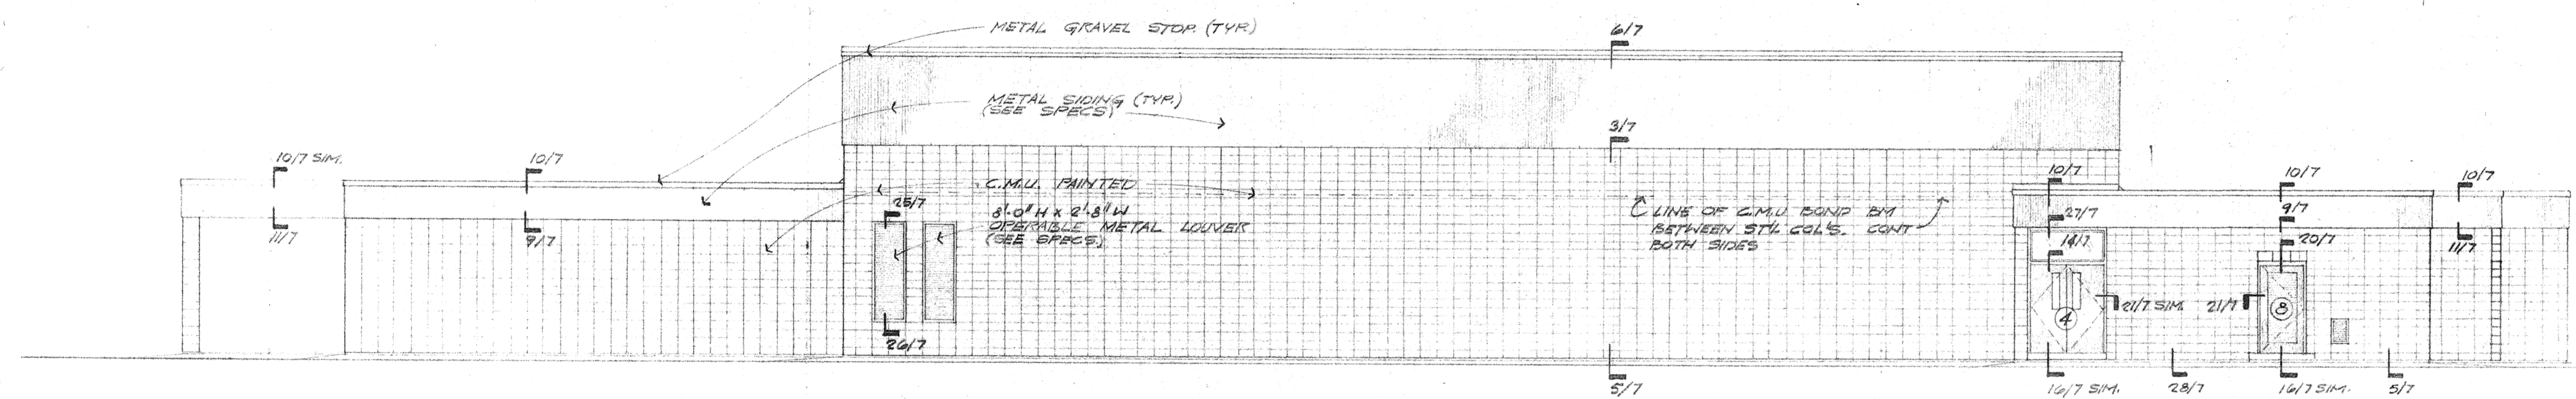 METAL GRAVEL STOP. (TYP.)
6/7
METAL SIDING (TYP.)
(SEE SPECS)
3/7
10/7 SIM.
10/7
C.M.U. PAINTED
10/7
10/7
10/7
25/7
8'-0" H x 2'-8" W
OPERABLE METAL LOUVER
(SEE SPECS.)
LINE OF C.M.U BOND BM
BETWEEN ST'L COL'S. CONT
BOTH SIDES
27/7
9/7
11/7
9/7
14/7
20/7
11/7
21/7 SIM.
21/7
4
8
26/7
5/7
16/7 SIM.
28/7
16/7 SIM.
5/7